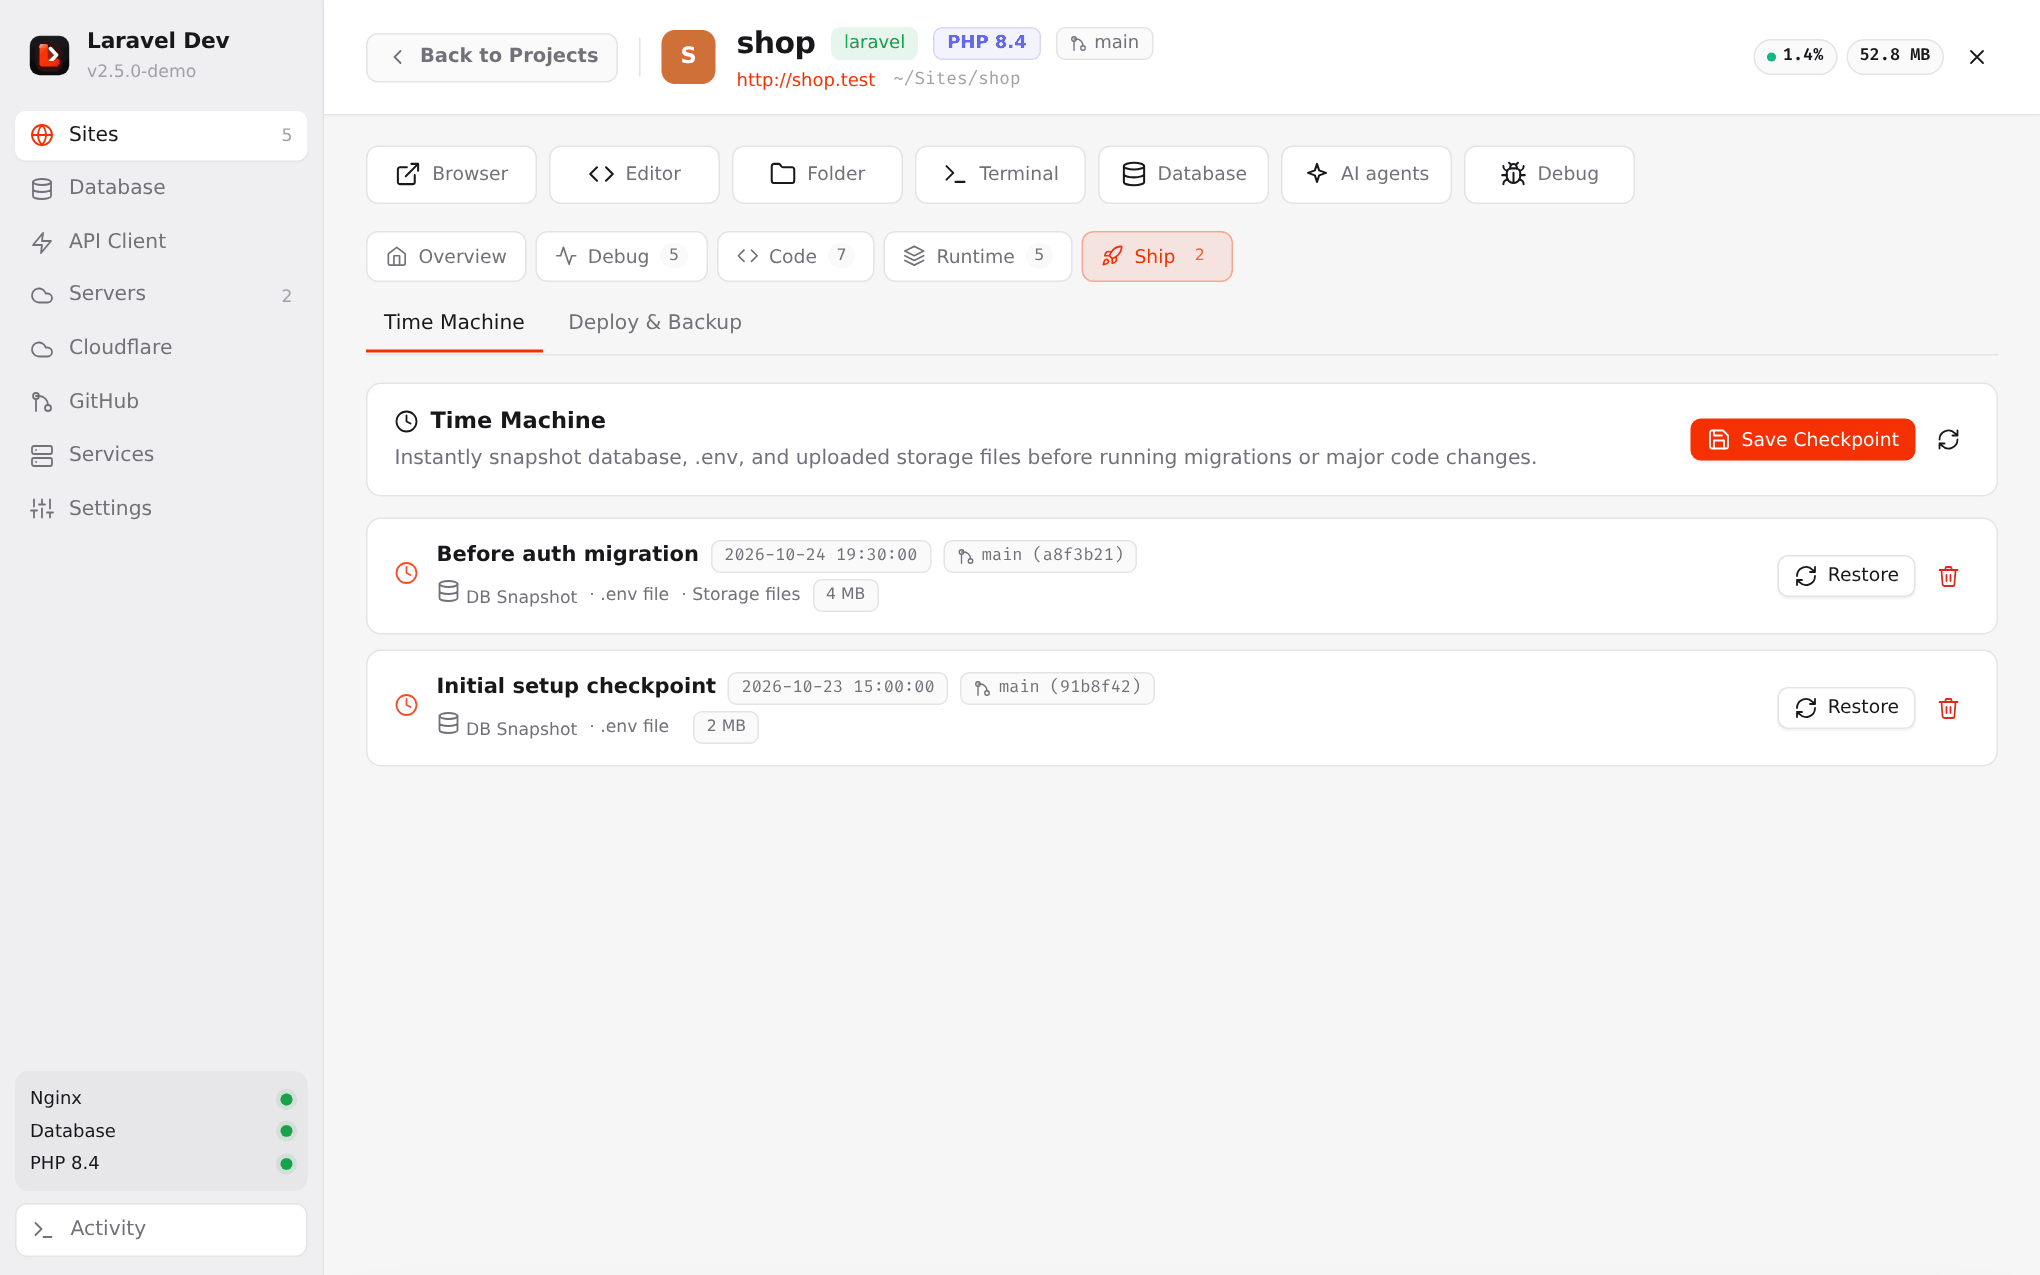 Laravel Dev
v2.5.0-demo
Sites 5
Database
API Client
Servers 2
Cloudflare
GitHub
Services
Settings
Nginx
Database
PHP 8.4
Activity
Back to Projects
S
shop laravel PHP 8.4 main
http://shop.test ~/Sites/shop
1.4% 52.8 MB
Browser Editor Folder Terminal Database AI agents Debug
Overview Debug 5 Code 7 Runtime 5 Ship 2
Time Machine Deploy & Backup
Time Machine
Instantly snapshot database, .env, and uploaded storage files before running migrations or major code changes.
Save Checkpoint
Before auth migration 2026-10-24 19:30:00 main (a8f3b21)
DB Snapshot · .env file · Storage files 4 MB
Restore
Initial setup checkpoint 2026-10-23 15:00:00 main (91b8f42)
DB Snapshot · .env file 2 MB
Restore